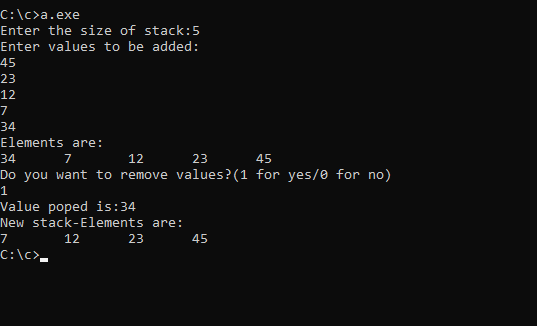 C:\c>a.exe
Enter the size of stack:5
Enter values to be added:
45
23
12
7
34
Elements are:
34      7       12      23      45
Do you want to remove values?(1 for yes/0 for no)
1
Value poped is:34
New stack-Elements are:
7       12      23      45
C:\c>